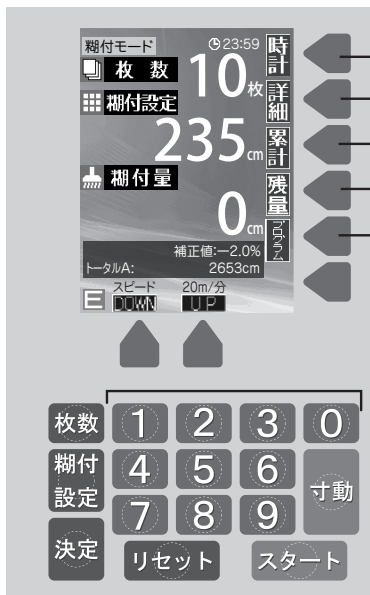 糊付モード 23:59
枚数 10枚
糊付設定
235cm
糊付量
0cm
補正値:−2.0%
トータルA: 2653cm
スピード 20m/分
E DOWN UP
時計
詳細
累計
残量
プログラム
枚数 1 2 3 0
糊付設定 4 5 6 寸動
7 8 9
決定 リセット スタート